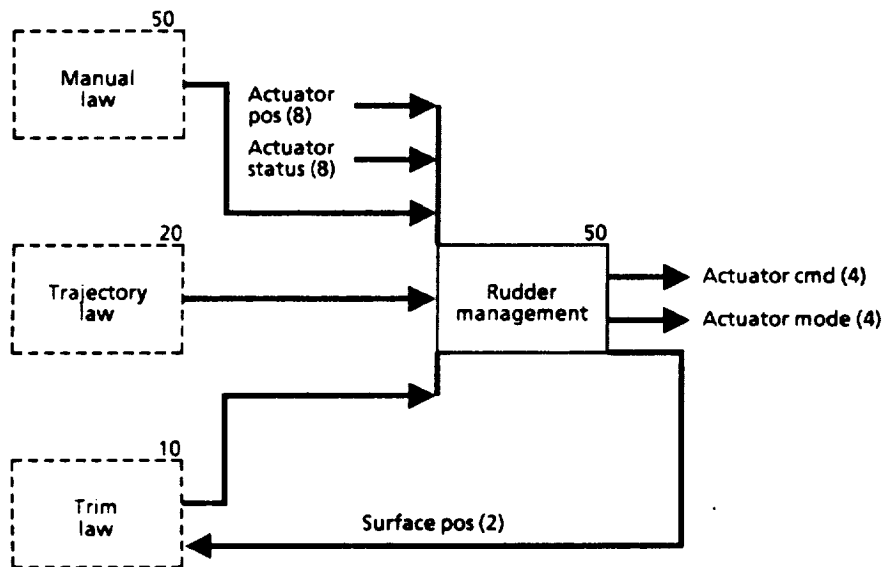 50
Manual
law
Actuator
pos (8)
Actuator
status (8)
20
Trajectory
law
50
Rudder
management
Actuator cmd (4)
Actuator mode (4)
10
Trim
law
Surface pos (2)